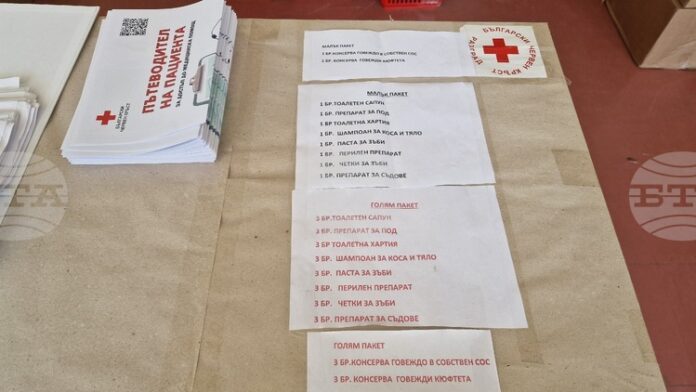 ПЪТЕВОДИТЕЛ
НА ПАЦИЕНТА
ЗА ДОСТЪП ДО МЕДИЦИНСКА ПОМОЩ
БЪЛГАРСКИ
ЧЕРВЕН КРЪСТ
МАЛЪК ПАКЕТ
1 БР. КОНСЕРВА ГОВЕЖДО В СОБСТВЕН СОС
1 БР. КОНСЕРВА ГОВЕЖДИ КЮФТЕТА
БЪЛГАРСКИ ЧЕРВЕН КРЪСТ
МАЛЪК ПАКЕТ
1 БР.ТОАЛЕТЕН САПУН
1 БР. ПРЕПАРАТ ЗА ПОД
1 БР ТОАЛЕТНА ХАРТИЯ
1 БР. ШАМПОАН ЗА КОСА И ТЯЛО
1 БР. ПАСТА ЗА ЗЪБИ
1 БР. ПЕРИЛЕН ПРЕПАРАТ
1 БР. ЧЕТКИ ЗА ЗЪБИ
1 БР. ПРЕПАРАТ ЗА СЪДОВЕ
ГОЛЯМ ПАКЕТ
3 БР.ТОАЛЕТЕН САПУН
3 БР. ПРЕПАРАТ ЗА ПОД
3 БР ТОАЛЕТНА ХАРТИЯ
3 БР. ШАМПОАН ЗА КОСА И ТЯЛО
3 БР. ПАСТА ЗА ЗЪБИ
3 БР. ПЕРИЛЕН ПРЕПАРАТ
3 БР. ЧЕТКИ ЗА ЗЪБИ
3 БР. ПРЕПАРАТ ЗА СЪДОВЕ
ГОЛЯМ ПАКЕТ
3 БР.КОНСЕРВА ГОВЕЖДО В СОБСТВЕН СОС
3 БР. КОНСЕРВА ГОВЕЖДИ КЮФТЕТА
БТА
БТА